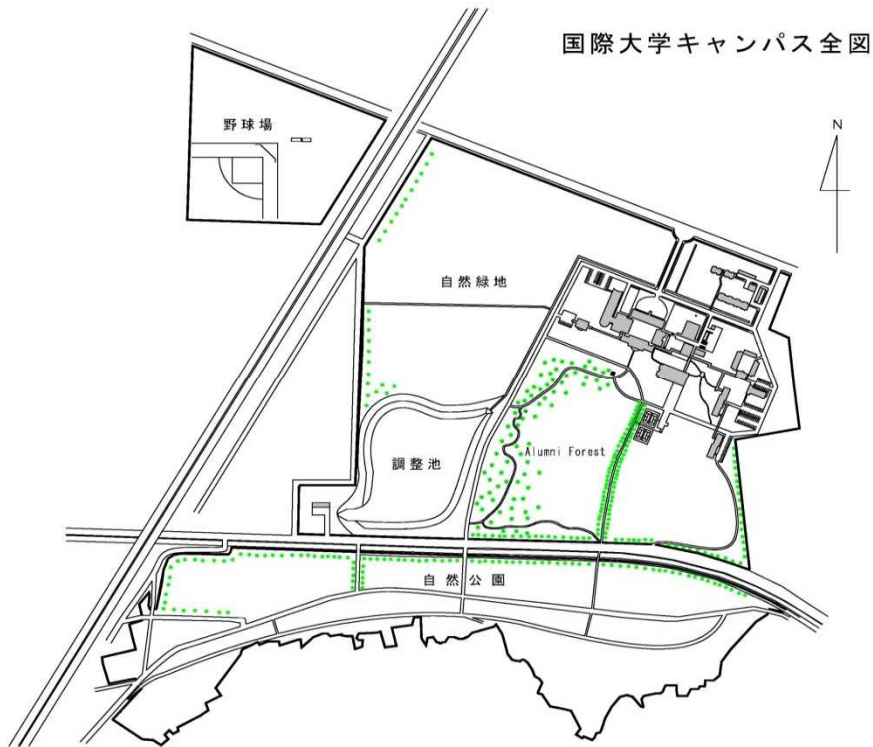 国際大学キャンパス全図
野球場
N
自然緑地
Alumni Forest
調整池
自然公園